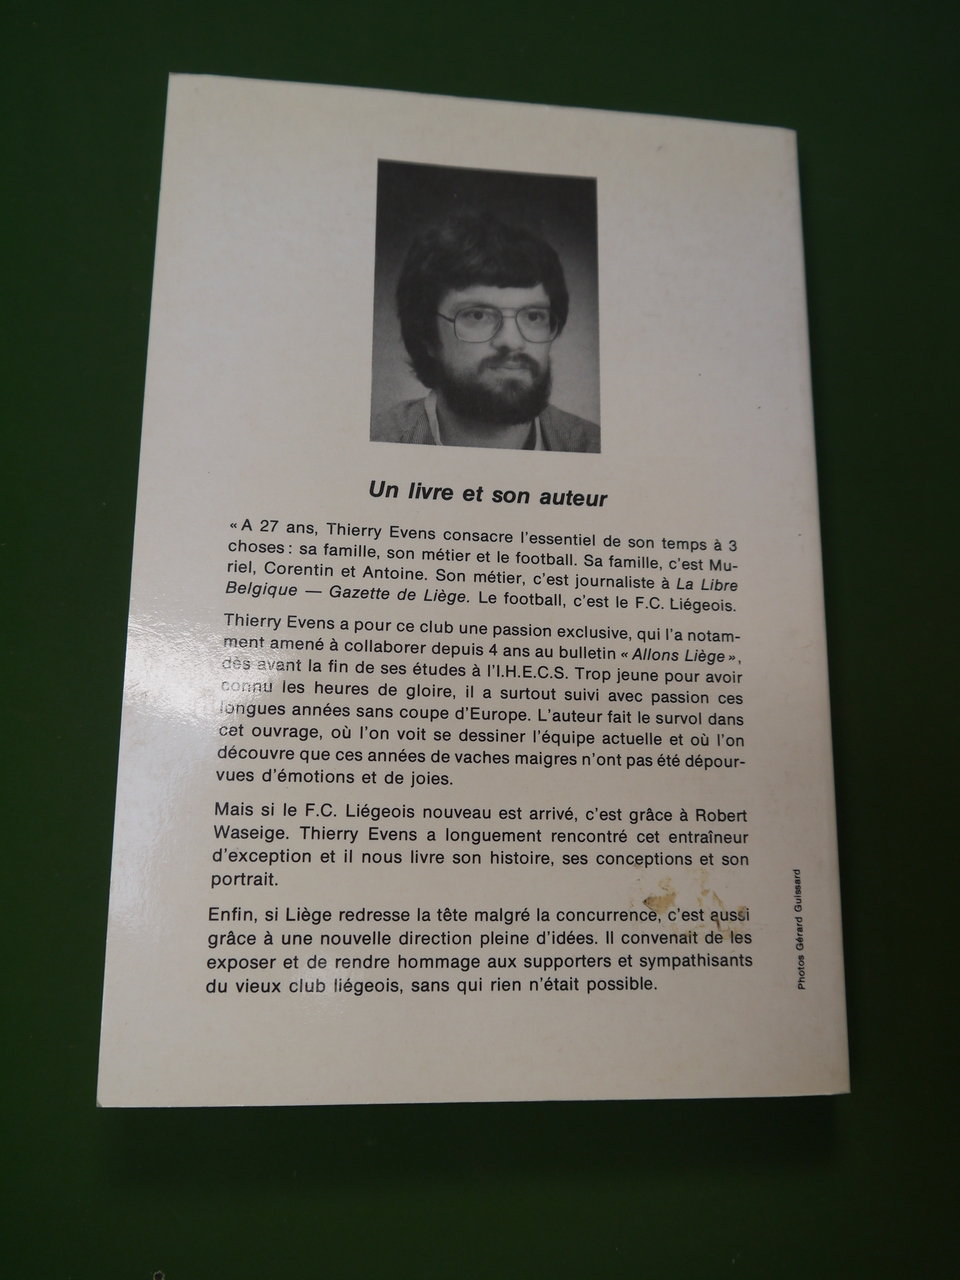 Un livre et son auteur
« A 27 ans, Thierry Evens consacre l'essentiel de son temps à 3
choses : sa famille, son métier et le football. Sa famille, c'est Mu-
riel, Corentin et Antoine. Son métier, c'est journaliste à La Libre
Belgique — Gazette de Liège. Le football, c'est le F.C. Liégeois.
Thierry Evens a pour ce club une passion exclusive, qui l'a notam-
ment amené à collaborer depuis 4 ans au bulletin « Allons Liège »,
dès avant la fin de ses études à l'I.H.E.C.S. Trop jeune pour avoir
connu les heures de gloire, il a surtout suivi avec passion ces
longues années sans coupe d'Europe. L'auteur fait le survol dans
cet ouvrage, où l'on voit se dessiner l'équipe actuelle et où l'on
découvre que ces années de vaches maigres n'ont pas été dépour-
vues d'émotions et de joies.
Mais si le F.C. Liégeois nouveau est arrivé, c'est grâce à Robert
Waseige. Thierry Evens a longuement rencontré cet entraîneur
d'exception et il nous livre son histoire, ses conceptions et son
portrait.
Enfin, si Liège redresse la tête malgré la concurrence, c'est aussi
grâce à une nouvelle direction pleine d'idées. Il convenait de les
exposer et de rendre hommage aux supporters et sympathisants
du vieux club liégeois, sans qui rien n'était possible.
Photos Gérard Guissard